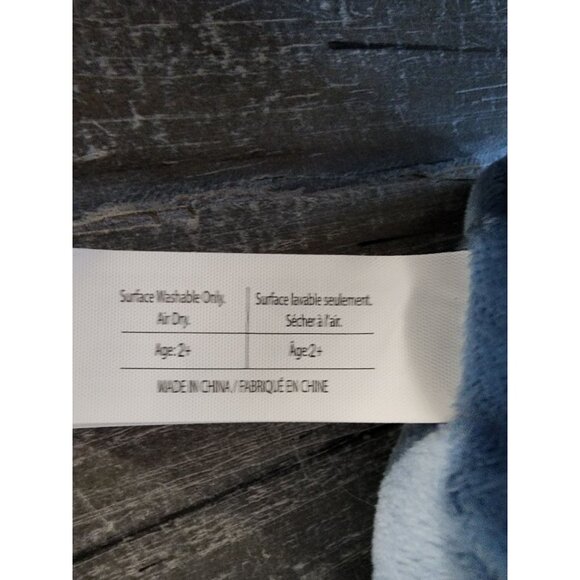 Surface Washable Only.
Air Dry.
Surface lavable seulement.
Sécher à l'air.
Age: 2+
Âge:2+
MADE IN CHINA / FABRIQUÉ EN CHINE